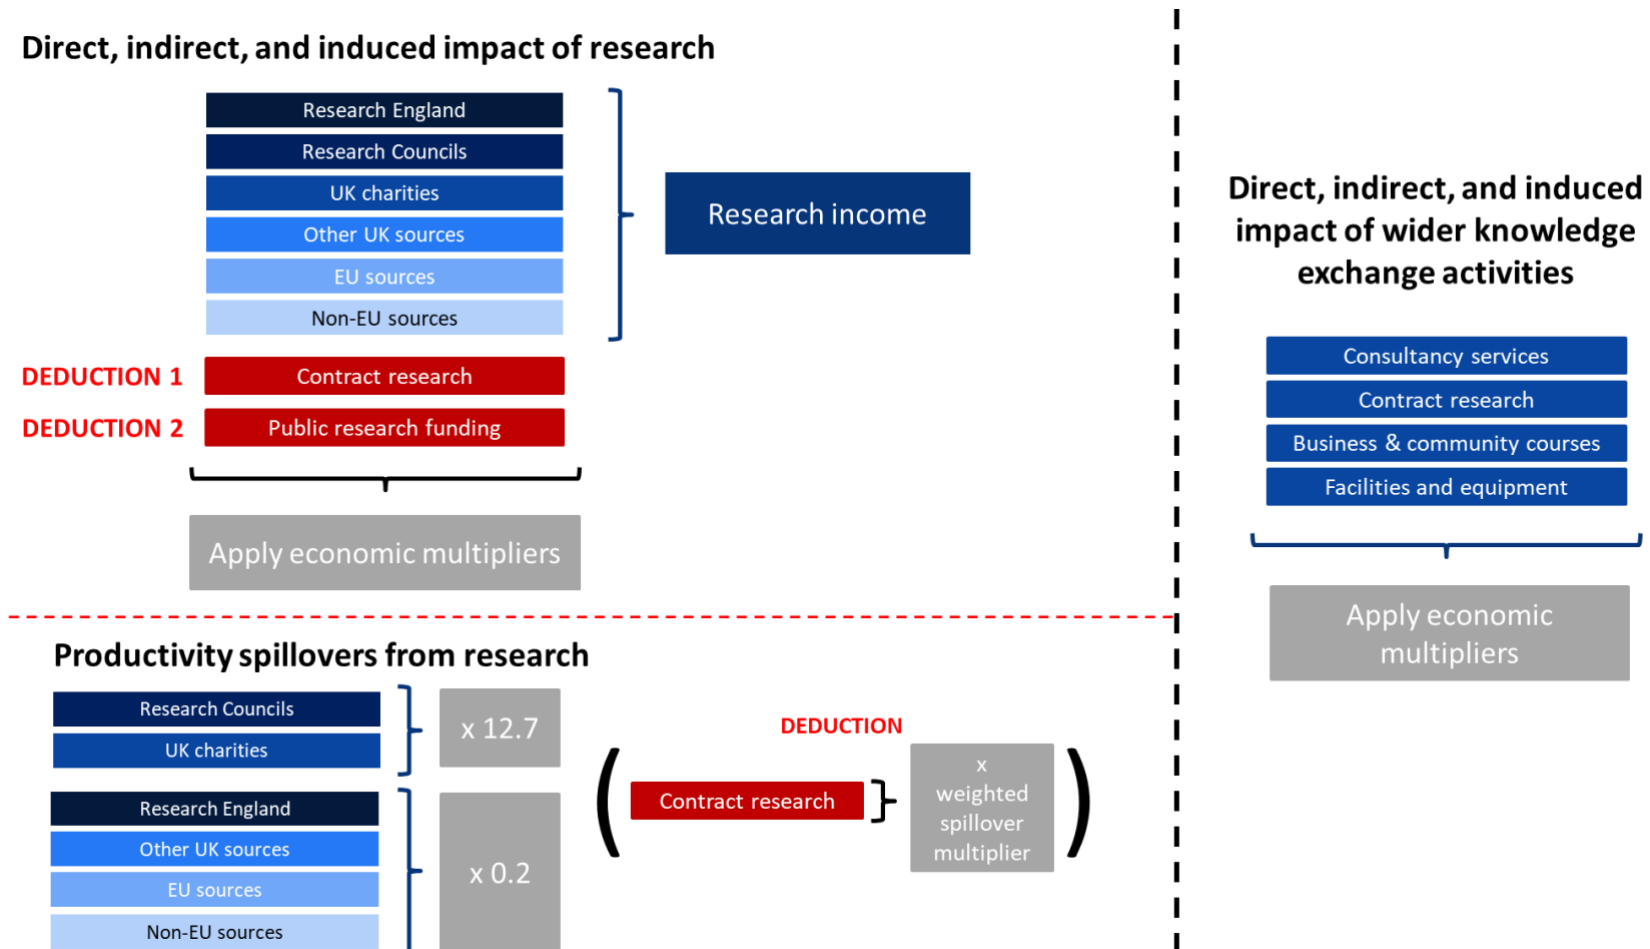 Direct, indirect, and induced impact of research
Research England
Research Councils
UK charities
Other UK sources
EU sources
Non-EU sources
Research income
DEDUCTION 1
Contract research
DEDUCTION 2
Public research funding
Apply economic multipliers
Productivity spillovers from research
Research Councils
UK charities
x 12.7
Research England
Other UK sources
EU sources
Non-EU sources
x 0.2
DEDUCTION
(
Contract research
x
weighted
spillover
multiplier
)
Direct, indirect, and induced
impact of wider knowledge
exchange activities
Consultancy services
Contract research
Business & community courses
Facilities and equipment
Apply economic
multipliers